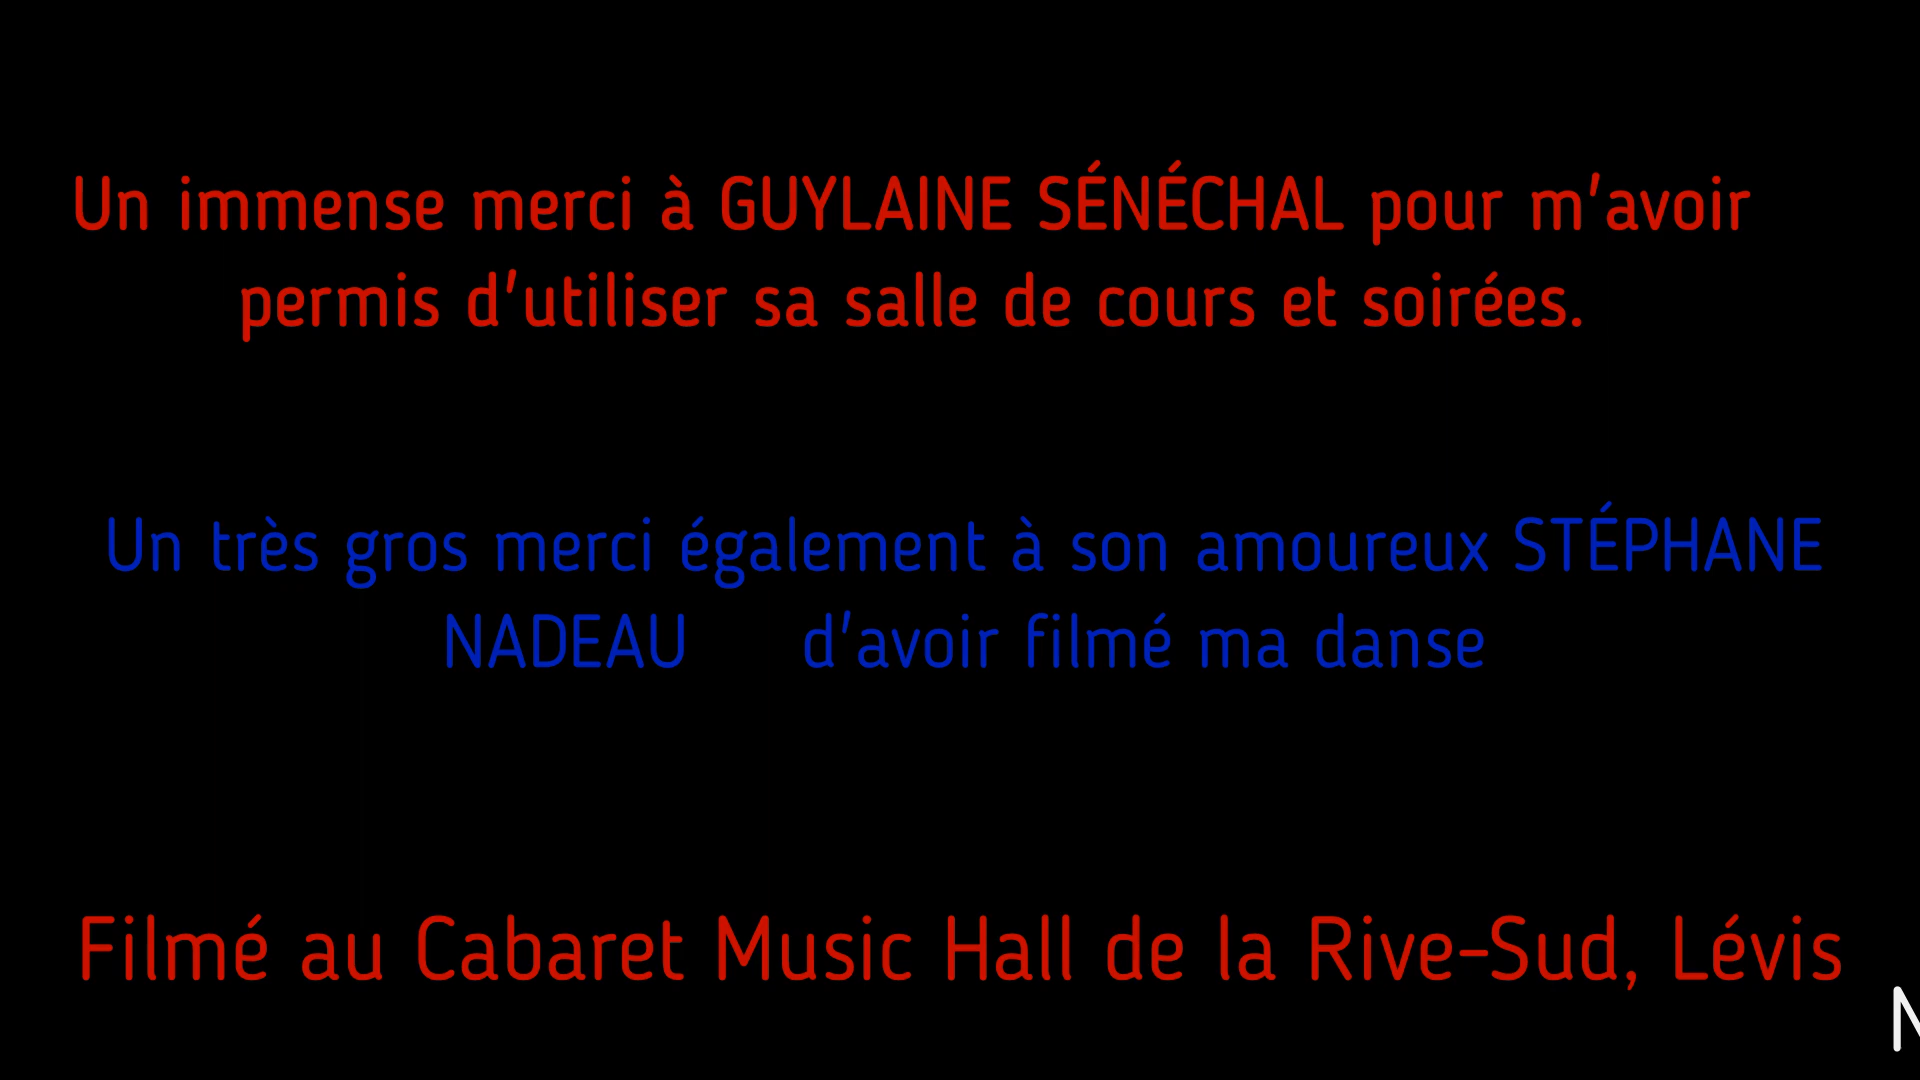 Un immense merci à GUYLAINE SÉNÉCHAL pour m'avoir
permis d'utiliser sa salle de cours et soirées.
Un très gros merci également à son amoureux STÉPHANE
NADEAU d'avoir filmé ma danse
Filmé au Cabaret Music Hall de la Rive-Sud, Lévis